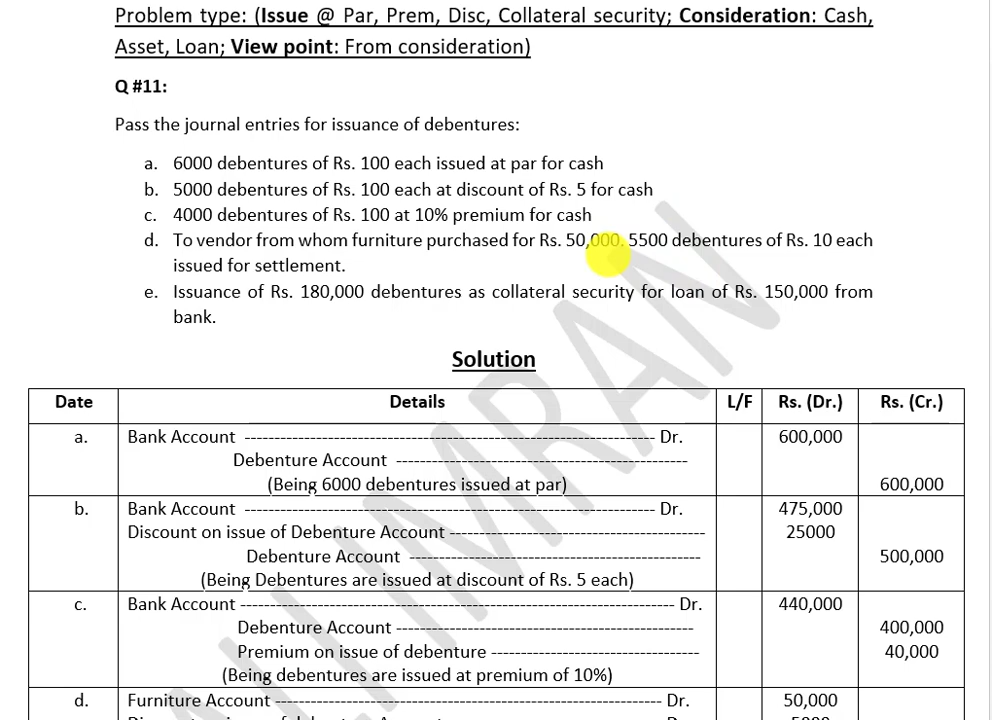 Problem type: (Issue @ Par, Prem, Disc, Collateral security; Consideration: Cash,
Asset, Loan; View point: From consideration)
Q #11:
Pass the journal entries for issuance of debentures:
a. 6000 debentures of Rs. 100 each issued at par for cash
b. 5000 debentures of Rs. 100 each at discount of Rs. 5 for cash
c. 4000 debentures of Rs. 100 at 10% premium for cash
d. To vendor from whom furniture purchased for Rs. 50,000. 5500 debentures of Rs. 10 each
issued for settlement.
e. Issuance of Rs. 180,000 debentures as collateral security for loan of Rs. 150,000 from
bank.
Solution
Date Details L/F Rs. (Dr.) Rs. (Cr.)
a. Bank Account ------------------------------------------------ Dr. 600,000
Debenture Account ----------------------------------
(Being 6000 debentures issued at par) 600,000
b. Bank Account ------------------------------------------------ Dr. 475,000
Discount on issue of Debenture Account ------------------------------ 25000
Debenture Account ---------------------------------- 500,000
(Being Debentures are issued at discount of Rs. 5 each)
c. Bank Account ------------------------------------------------ Dr. 440,000
Debenture Account ---------------------------------- 400,000
Premium on issue of debenture ------------------------ 40,000
(Being debentures are issued at premium of 10%)
d. Furniture Account ------------------------------------------ Dr. 50,000
ALI IMRAN